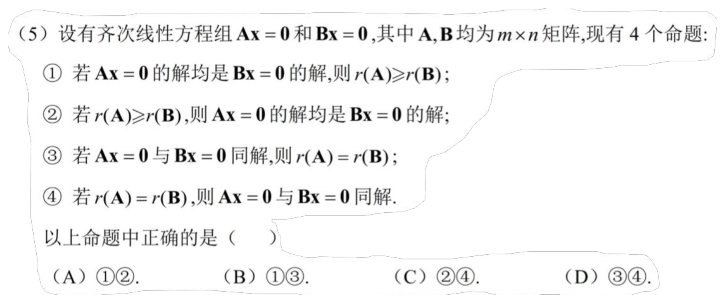 （5）设有齐次线性方程组 Ax = 0 和 Bx = 0 ,其中 A,B 均为 m×n 矩阵,现有 4 个命题:
① 若 Ax = 0 的解均是 Bx = 0 的解,则 r(A)⩾r(B);
② 若 r(A)⩾r(B),则 Ax = 0 的解均是 Bx = 0 的解;
③ 若 Ax = 0 与 Bx = 0 同解,则 r(A) = r(B);
④ 若 r(A) = r(B),则 Ax = 0 与 Bx = 0 同解.
以上命题中正确的是（ ）
（A）①②. （B）①③. （C）②④. （D）③④.